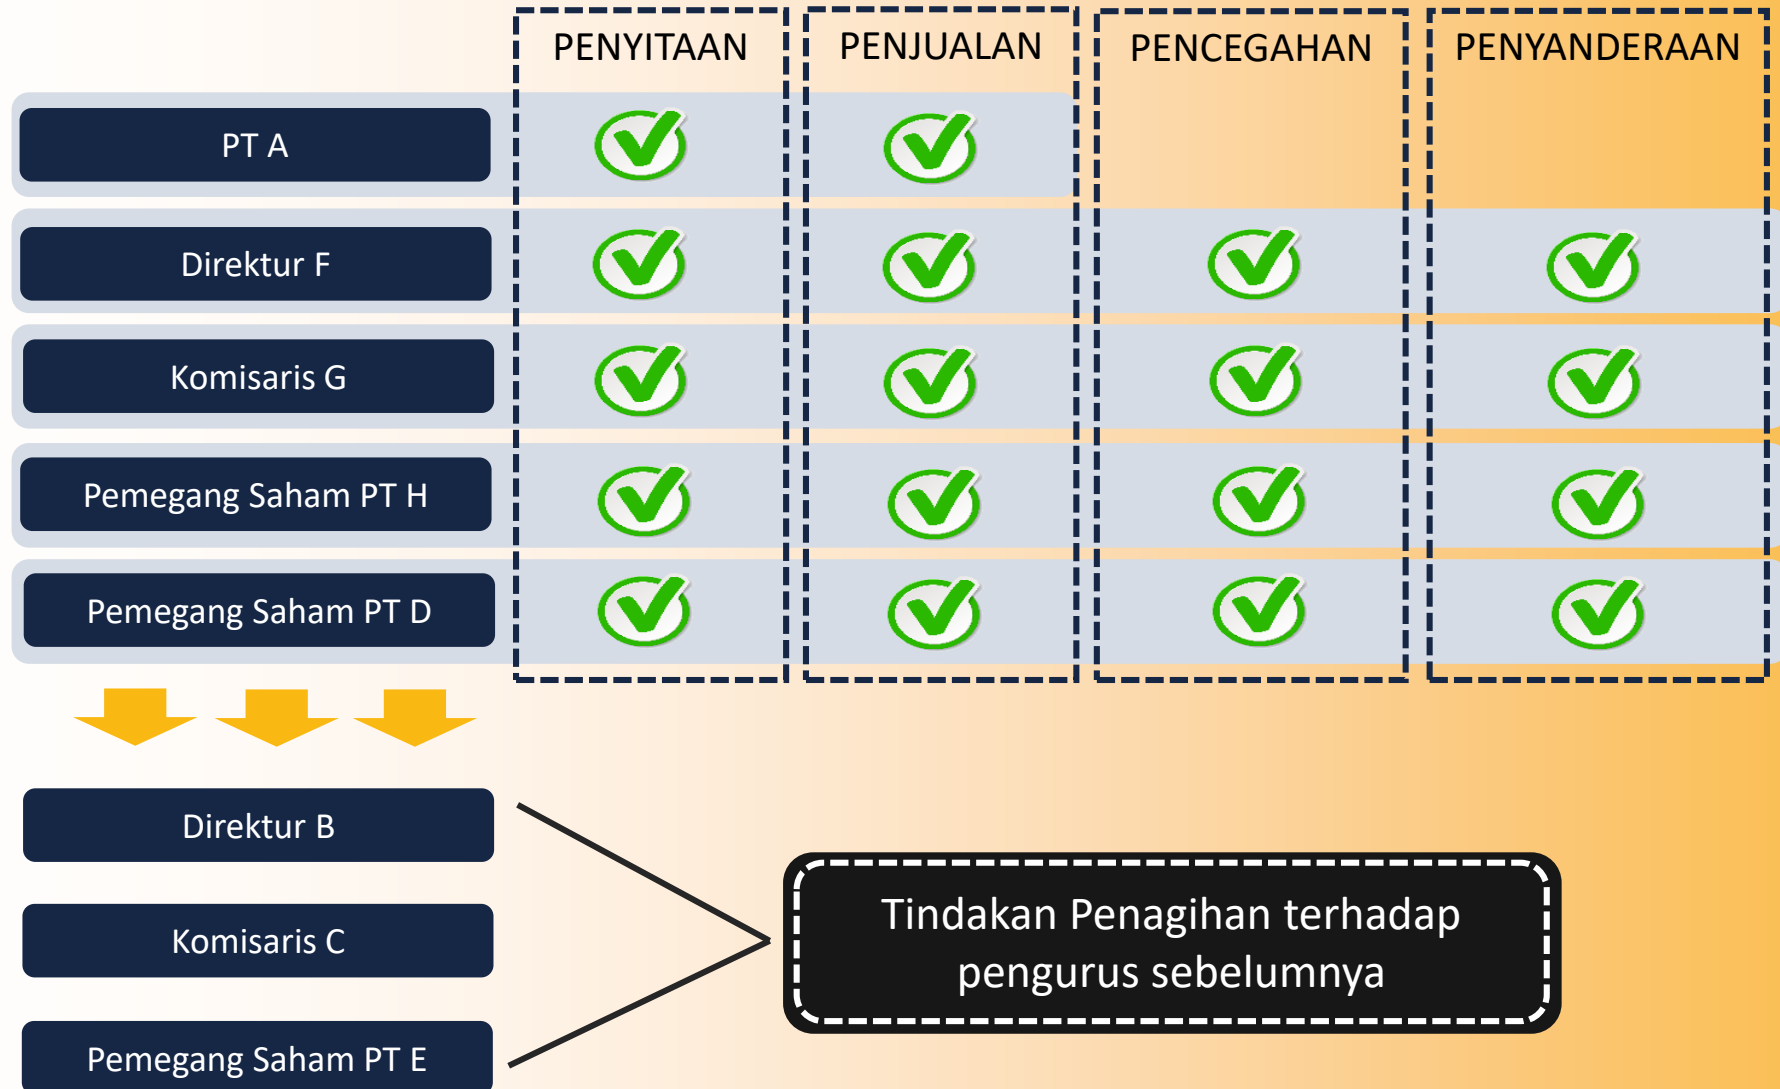 PENYITAAN
PENJUALAN
PENCEGAHAN
PENYANDERAAN
PT A
Direktur F
Komisaris G
Pemegang Saham PT H
Pemegang Saham PT D
Direktur B
Komisaris C
Pemegang Saham PT E
Tindakan Penagihan terhadap
pengurus sebelumnya